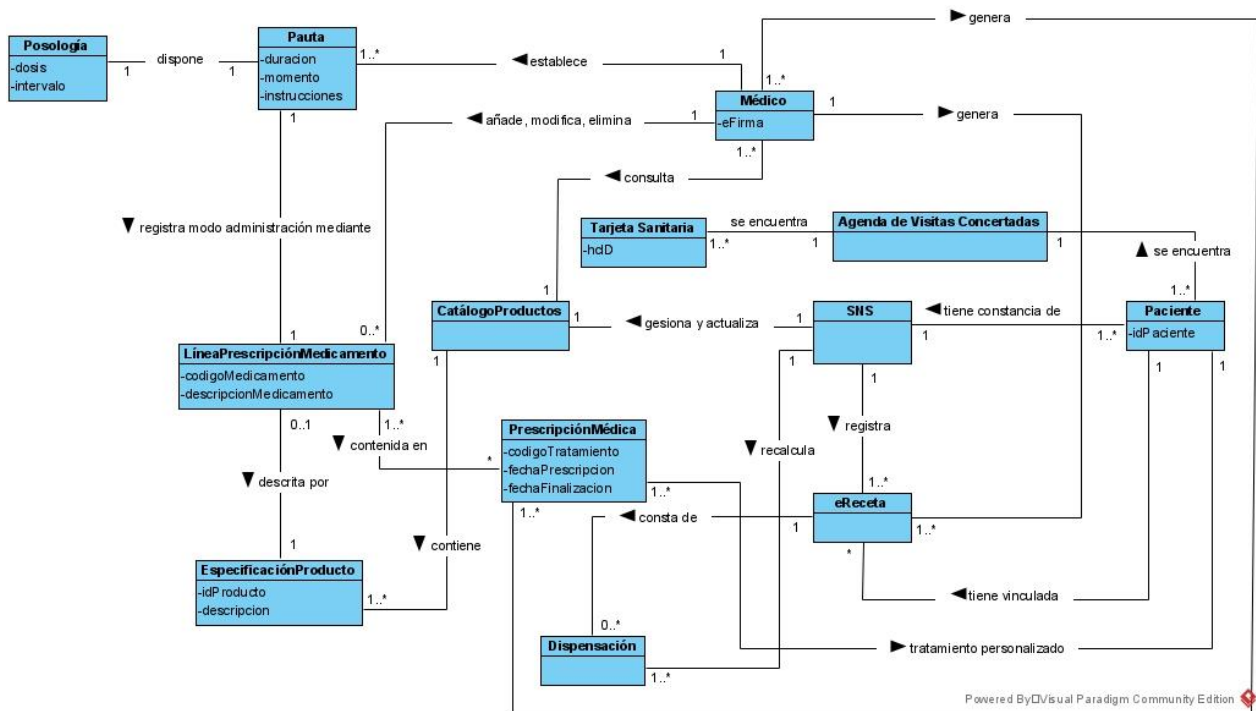 genera
1..*
Posología
-dosis
-intervalo
1
dispone
1
Pauta
-duracion
-momento
-instrucciones
1..*
establece
1
1
Médico
-eFirma
1
genera
1
añade, modifica, elimina
1..*
consulta
registra modo administración mediante
Tarjeta Sanitaria
-hcID
1..*
se encuentra
1
Agenda de Visitas Concertadas
1
se encuentra
1..*
1
CatálogoProductos
1
gesiona y actualiza
1
SNS
1
tiene constancia de
1..*
Paciente
-idPaciente
1
0..*
1
1
1
1
1
LíneaPrescripciónMedicamento
-codigoMedicamento
-descripcionMedicamento
0..1
1..*
contenida en
*
PrescripciónMédica
-codigoTratamiento
-fechaPrescripcion
-fechaFinalizacion
1..*
1..*
registra
recalcula
descrita por
1..*
eReceta
1
1..*
*
consta de
contiene
1
EspecificaciónProducto
-idProducto
-descripcion
1..*
tiene vinculada
0..*
Dispensación
1..*
tratamiento personalizado
Powered By□Visual Paradigm Community Edition